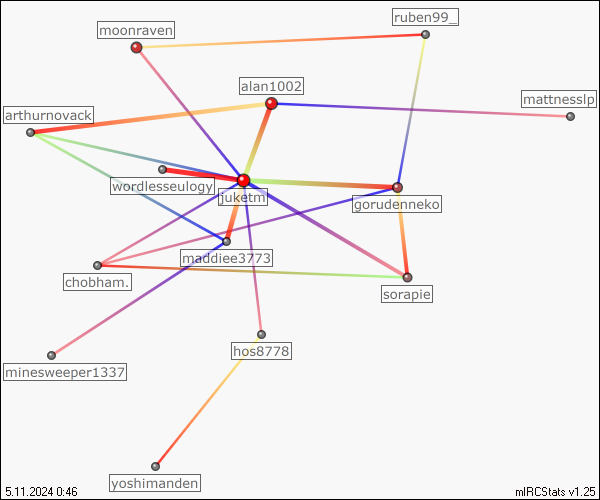 ruben99_
moonraven
alan1002
mattnesslp
arthurnovack
wordlesseulogy
juketm
gorudenneko
maddiee3773
chobham.
sorapie
hos8778
minesweeper1337
yoshimanden
5.11.2024 0:46
mIRCStats v1.25